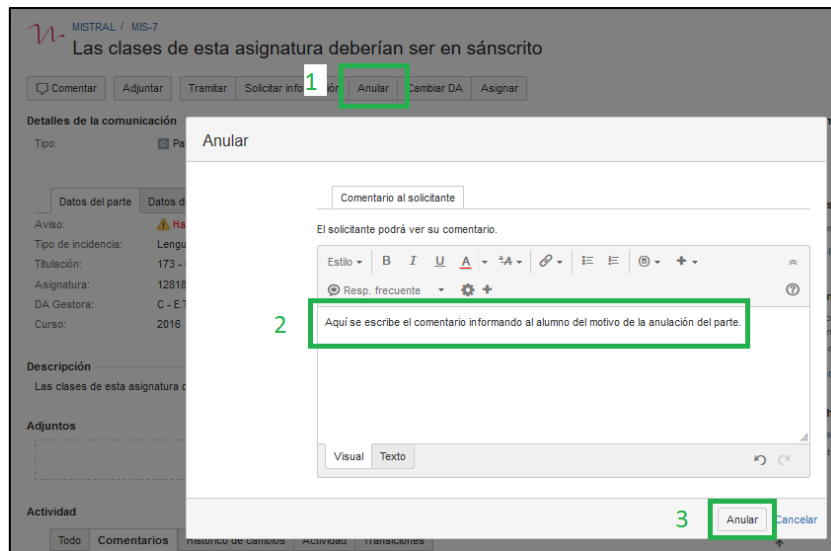 MISTRAL / MIS-7
Las clases de esta asignatura deberían ser en sánscrito
1
Comentar Adjuntar Tramitar Solicitar Anular Cambiar DA Asignar
Detalles de la comunicación
Tipo:
Anular
Datos del parte Datos
Comentario al solicitante
Aviso:
El solicitante podrá ver su comentario.
Tipo de incidencia:
Titulación: 173 -
Estilo B I U A
Asignatura: 12818
DA Gestora: C - E.T
Resp. frecuente
Curso: 2016
2
Aquí se escribe el comentario informando al alumno del motivo de la anulación del parte.
Descripción
Las clases de esta asignatura
Adjuntos
Visual Texto
Actividad
3
Anular Cancelar
Todo Comentarios Histórico de cambios Actividad Transiciones